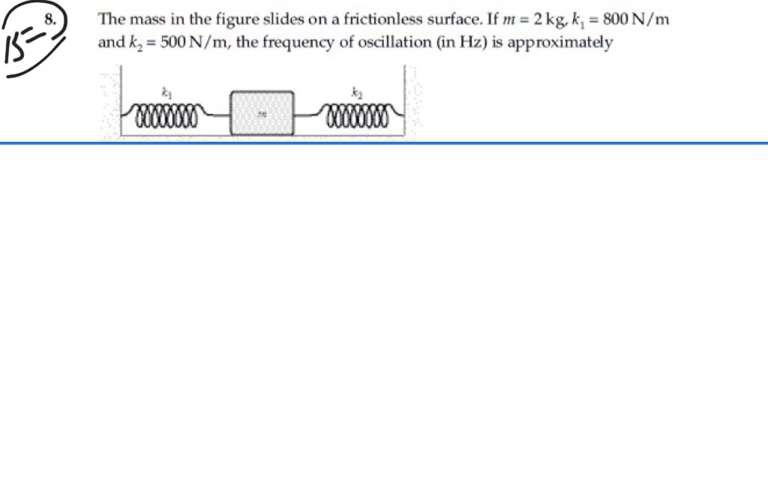 15-
8. The mass in the figure slides on a frictionless surface. If m = 2 kg, k₁ = 800 N/m
and k₂ = 500 N/m, the frequency of oscillation (in Hz) is approximately
k₁ k₂
m